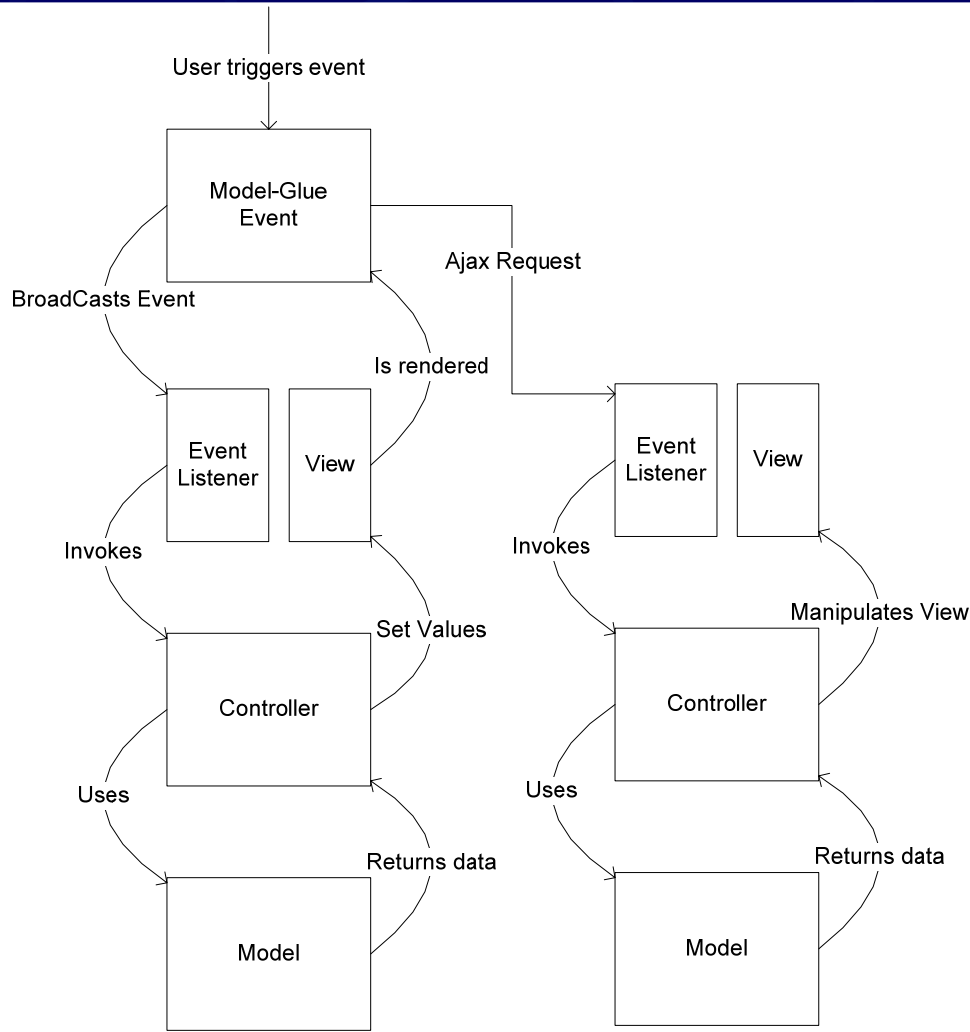 User triggers event
Model-Glue
Event
Ajax Request
BroadCasts Event
Is rendered
Event
Listener
View
Event
Listener
View
Invokes
Invokes
Set Values
Manipulates View
Controller
Controller
Uses
Uses
Returns data
Returns data
Model
Model